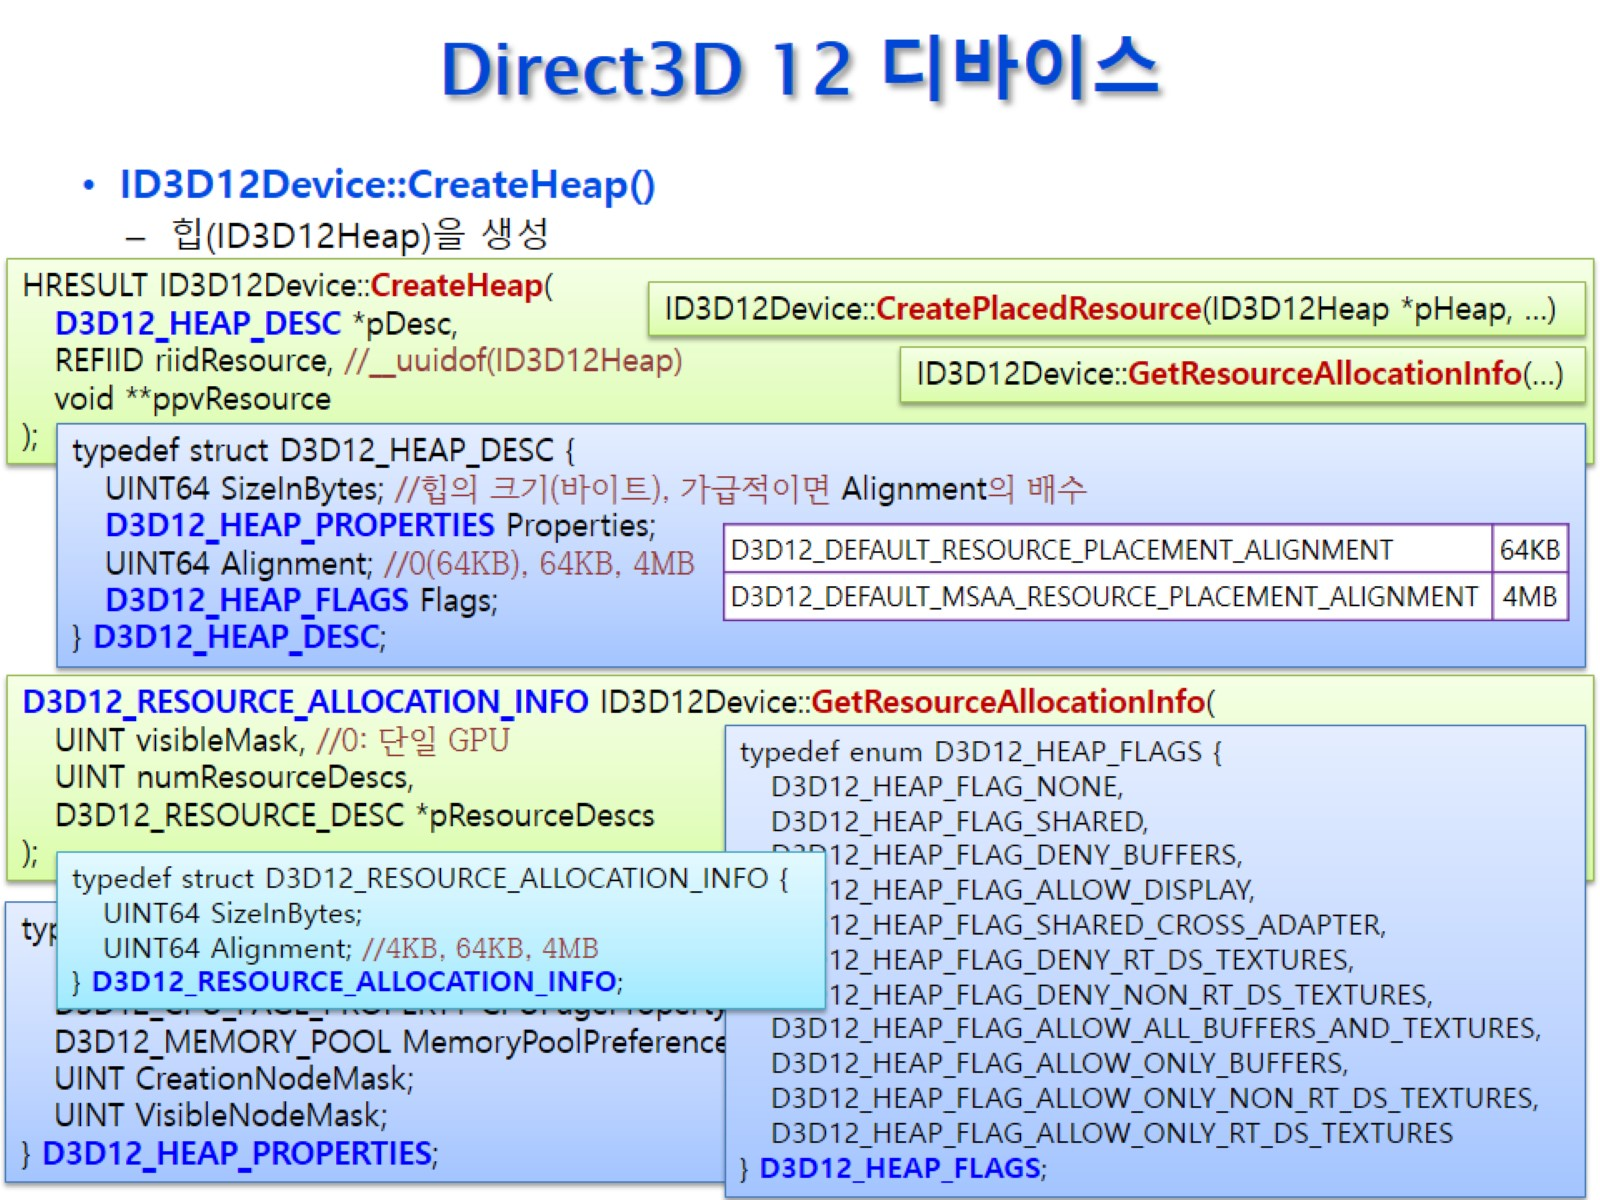 Direct3D 12 디바이스
• ID3D12Device::CreateHeap()
– 힙(ID3D12Heap)을 생성
HRESULT ID3D12Device::CreateHeap(
D3D12_HEAP_DESC *pDesc,
REFIID riidResource, //__uuidof(ID3D12Heap)
void **ppvResource
);
ID3D12Device::CreatePlacedResource(ID3D12Heap *pHeap, ...)
ID3D12Device::GetResourceAllocationInfo(...)
typedef struct D3D12_HEAP_DESC {
UINT64 SizeInBytes; //힙의 크기(바이트), 가급적이면 Alignment의 배수
D3D12_HEAP_PROPERTIES Properties;
UINT64 Alignment; //0(64KB), 64KB, 4MB
D3D12_HEAP_FLAGS Flags;
} D3D12_HEAP_DESC;
D3D12_DEFAULT_RESOURCE_PLACEMENT_ALIGNMENT 64KB
D3D12_DEFAULT_MSAA_RESOURCE_PLACEMENT_ALIGNMENT 4MB
D3D12_RESOURCE_ALLOCATION_INFO ID3D12Device::GetResourceAllocationInfo(
UINT visibleMask, //0: 단일 GPU
UINT numResourceDescs,
D3D12_RESOURCE_DESC *pResourceDescs
);
typedef struct D3D12_RESOURCE_ALLOCATION_INFO {
UINT64 SizeInBytes;
UINT64 Alignment; //4KB, 64KB, 4MB
} D3D12_RESOURCE_ALLOCATION_INFO;
typ
D3D12_MEMORY_POOL MemoryPoolPreference
UINT CreationNodeMask;
UINT VisibleNodeMask;
} D3D12_HEAP_PROPERTIES;
typedef enum D3D12_HEAP_FLAGS {
D3D12_HEAP_FLAG_NONE,
D3D12_HEAP_FLAG_SHARED,
12_HEAP_FLAG_DENY_BUFFERS,
12_HEAP_FLAG_ALLOW_DISPLAY,
12_HEAP_FLAG_SHARED_CROSS_ADAPTER,
12_HEAP_FLAG_DENY_RT_DS_TEXTURES,
12_HEAP_FLAG_DENY_NON_RT_DS_TEXTURES,
D3D12_HEAP_FLAG_ALLOW_ALL_BUFFERS_AND_TEXTURES,
D3D12_HEAP_FLAG_ALLOW_ONLY_BUFFERS,
D3D12_HEAP_FLAG_ALLOW_ONLY_NON_RT_DS_TEXTURES,
D3D12_HEAP_FLAG_ALLOW_ONLY_RT_DS_TEXTURES
} D3D12_HEAP_FLAGS;